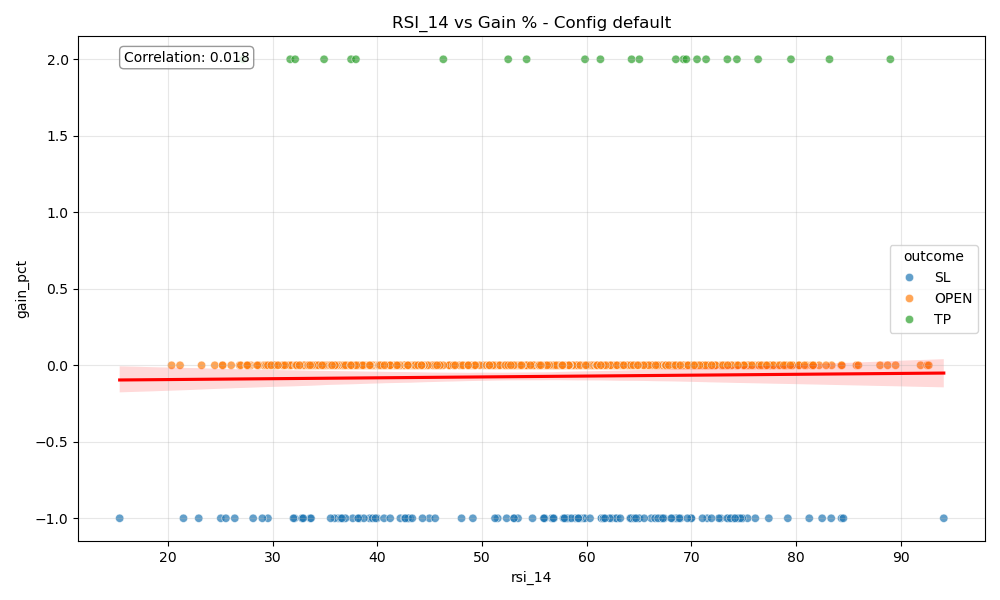 RSI_14 vs Gain % - Config default
Correlation: 0.018
2.0
1.5
1.0
0.5
0.0
−0.5
−1.0
gain_pct
outcome
SL
OPEN
TP
20
30
40
50
60
70
80
90
rsi_14